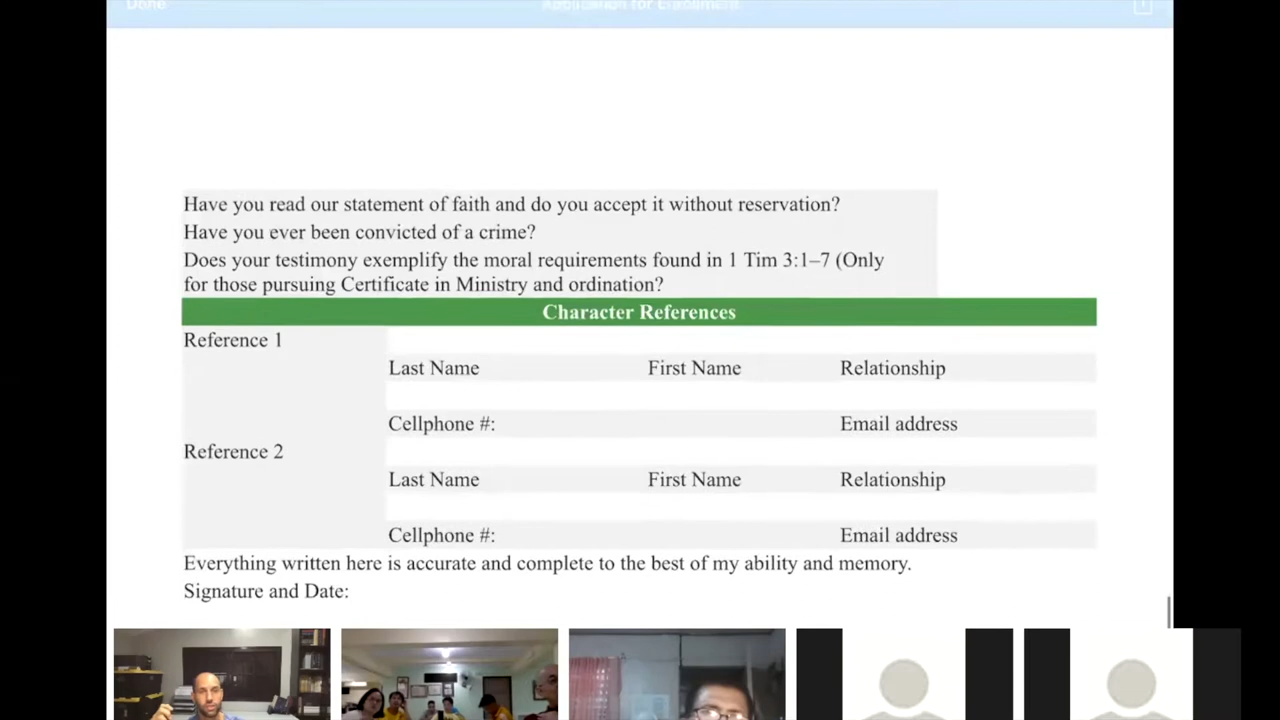 Done Application for Enrollment
Have you read our statement of faith and do you accept it without reservation?
Have you ever been convicted of a crime?
Does your testimony exemplify the moral requirements found in 1 Tim 3:1–7 (Only
for those pursuing Certificate in Ministry and ordination?
Character References
Reference 1
Last Name First Name Relationship
Cellphone #: Email address
Reference 2
Last Name First Name Relationship
Cellphone #: Email address
Everything written here is accurate and complete to the best of my ability and memory.
Signature and Date: